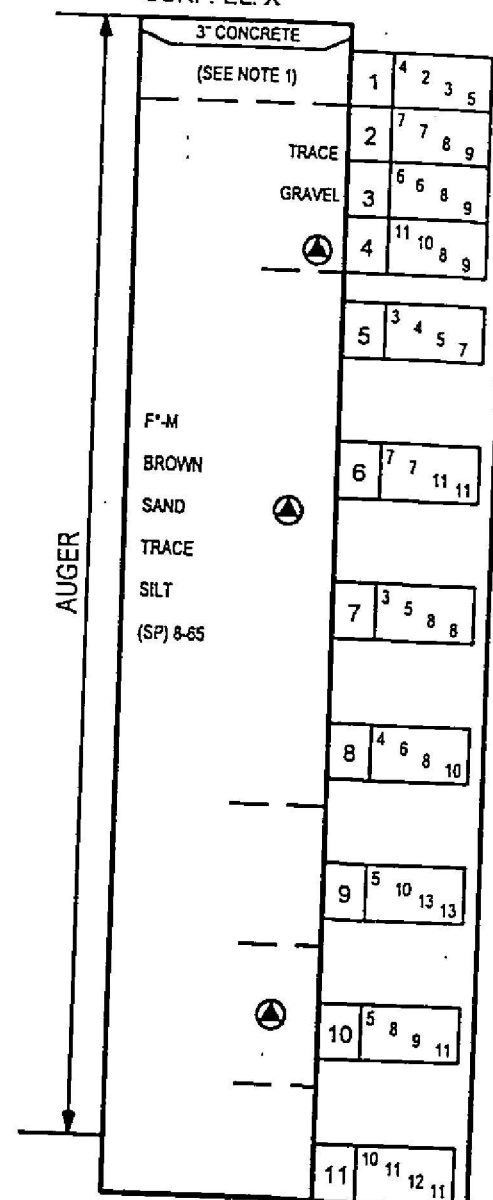 3" CONCRETE
(SEE NOTE 1)
1 4 2 3 5
2 7 7 8 9
TRACE
GRAVEL
3 6 6 8 9
4 11 10 8 9
5 3 4 5 7
F*-M
BROWN
SAND
TRACE
SILT
(SP) 8-65
AUGER
6 7 7 11 11
7 3 5 8 8
8 4 6 8 10
9 5 10 13 13
10 5 8 9 11
11 10 11 12 11